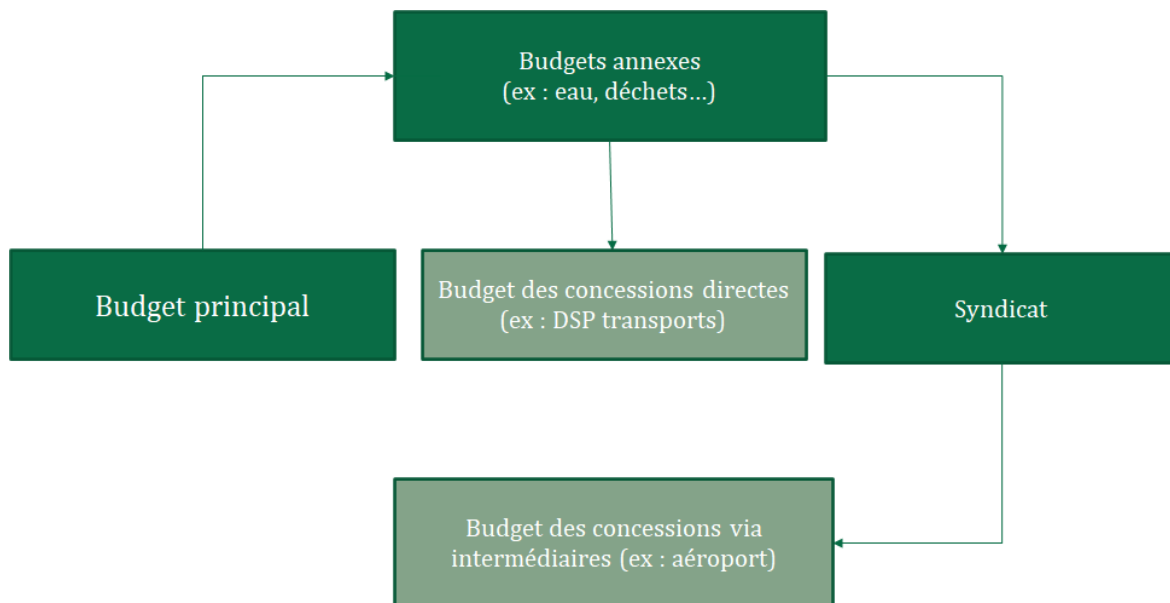 Budgets annexes
(ex : eau, déchets…)
Budget principal
Budget des concessions directes
(ex : DSP transports)
Syndicat
Budget des concessions via
intermédiaires (ex : aéroport)